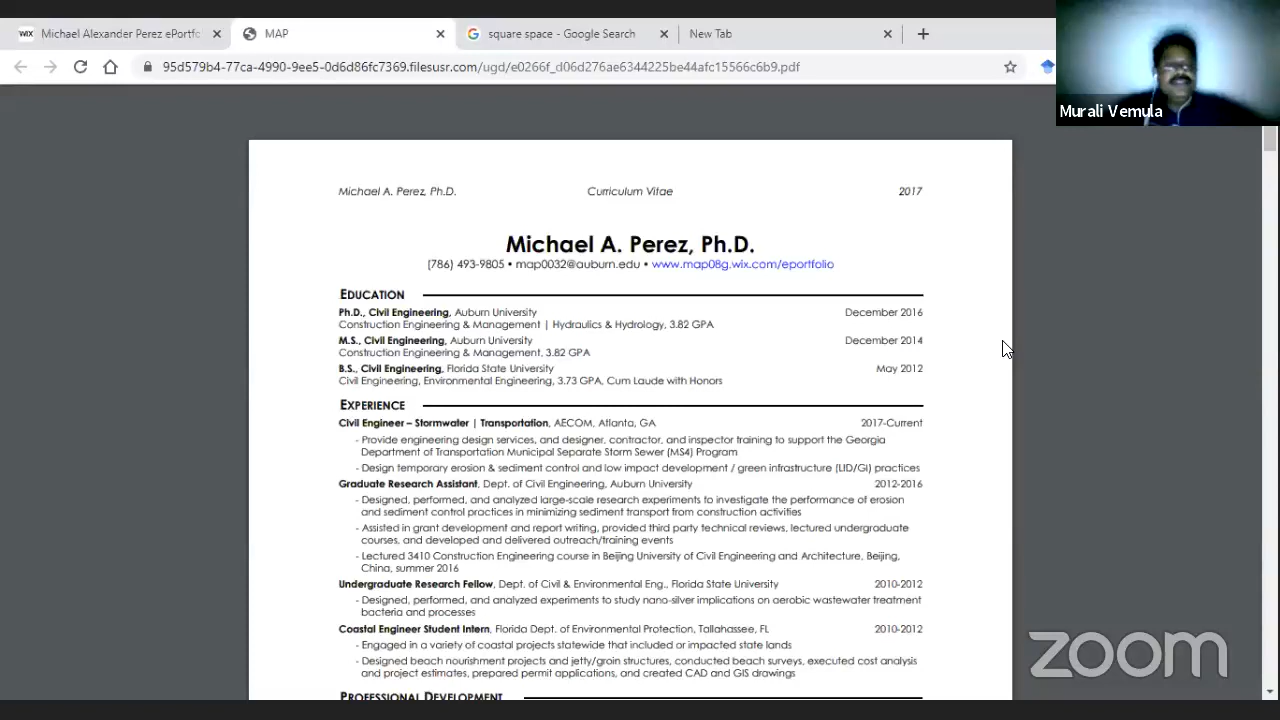 WIX Michael Alexander Perez ePortfc
MAP
square space - Google Search
New Tab
95d579b4-77ca-4990-9ee5-0d6d86fc7369.filesusr.com/ugd/e0266f_d06d276ae6344225be44afc15566c6b9.pdf
Murali Vemula
Michael A. Perez, Ph.D. Curriculum Vitae 2017
Michael A. Perez, Ph.D.
(786) 493-9805 • map0032@auburn.edu • www.map08g.wix.com/eportfolio
EDUCATION
Ph.D., Civil Engineering, Auburn University December 2016
Construction Engineering & Management | Hydraulics & Hydrology, 3.82 GPA
M.S., Civil Engineering, Auburn University December 2014
Construction Engineering & Management, 3.82 GPA
B.S., Civil Engineering, Florida State University May 2012
Civil Engineering, Environmental Engineering, 3.73 GPA, Cum Laude with Honors
EXPERIENCE
Civil Engineer – Stormwater | Transportation, AECOM, Atlanta, GA 2017-Current
- Provide engineering design services, and designer, contractor, and inspector training to support the Georgia
Department of Transportation Municipal Separate Storm Sewer (MS4) Program
- Design temporary erosion & sediment control and low impact development / green infrastructure (LID/GI) practices
Graduate Research Assistant, Dept. of Civil Engineering, Auburn University 2012-2016
- Designed, performed, and analyzed large-scale research experiments to investigate the performance of erosion
and sediment control practices in minimizing sediment transport from construction activities
- Assisted in grant development and report writing, provided third party technical reviews, lectured undergraduate
courses, and developed and delivered outreach/training events
- Lectured 3410 Construction Engineering course in Beijing University of Civil Engineering and Architecture, Beijing,
China, summer 2016
Undergraduate Research Fellow, Dept. of Civil & Environmental Eng., Florida State University 2010-2012
- Designed, performed, and analyzed experiments to study nano-silver implications on aerobic wastewater treatment
bacteria and processes
Coastal Engineer Student Intern, Florida Dept. of Environmental Protection, Tallahassee, FL 2010-2012
- Engaged in a variety of coastal projects statewide that included or impacted state lands
- Designed beach nourishment projects and jetty/groin structures, conducted beach surveys, executed cost analysis
and project estimates, prepared permit applications, and created CAD and GIS drawings
PROFESSIONAL DEVELOPMENT
zoom